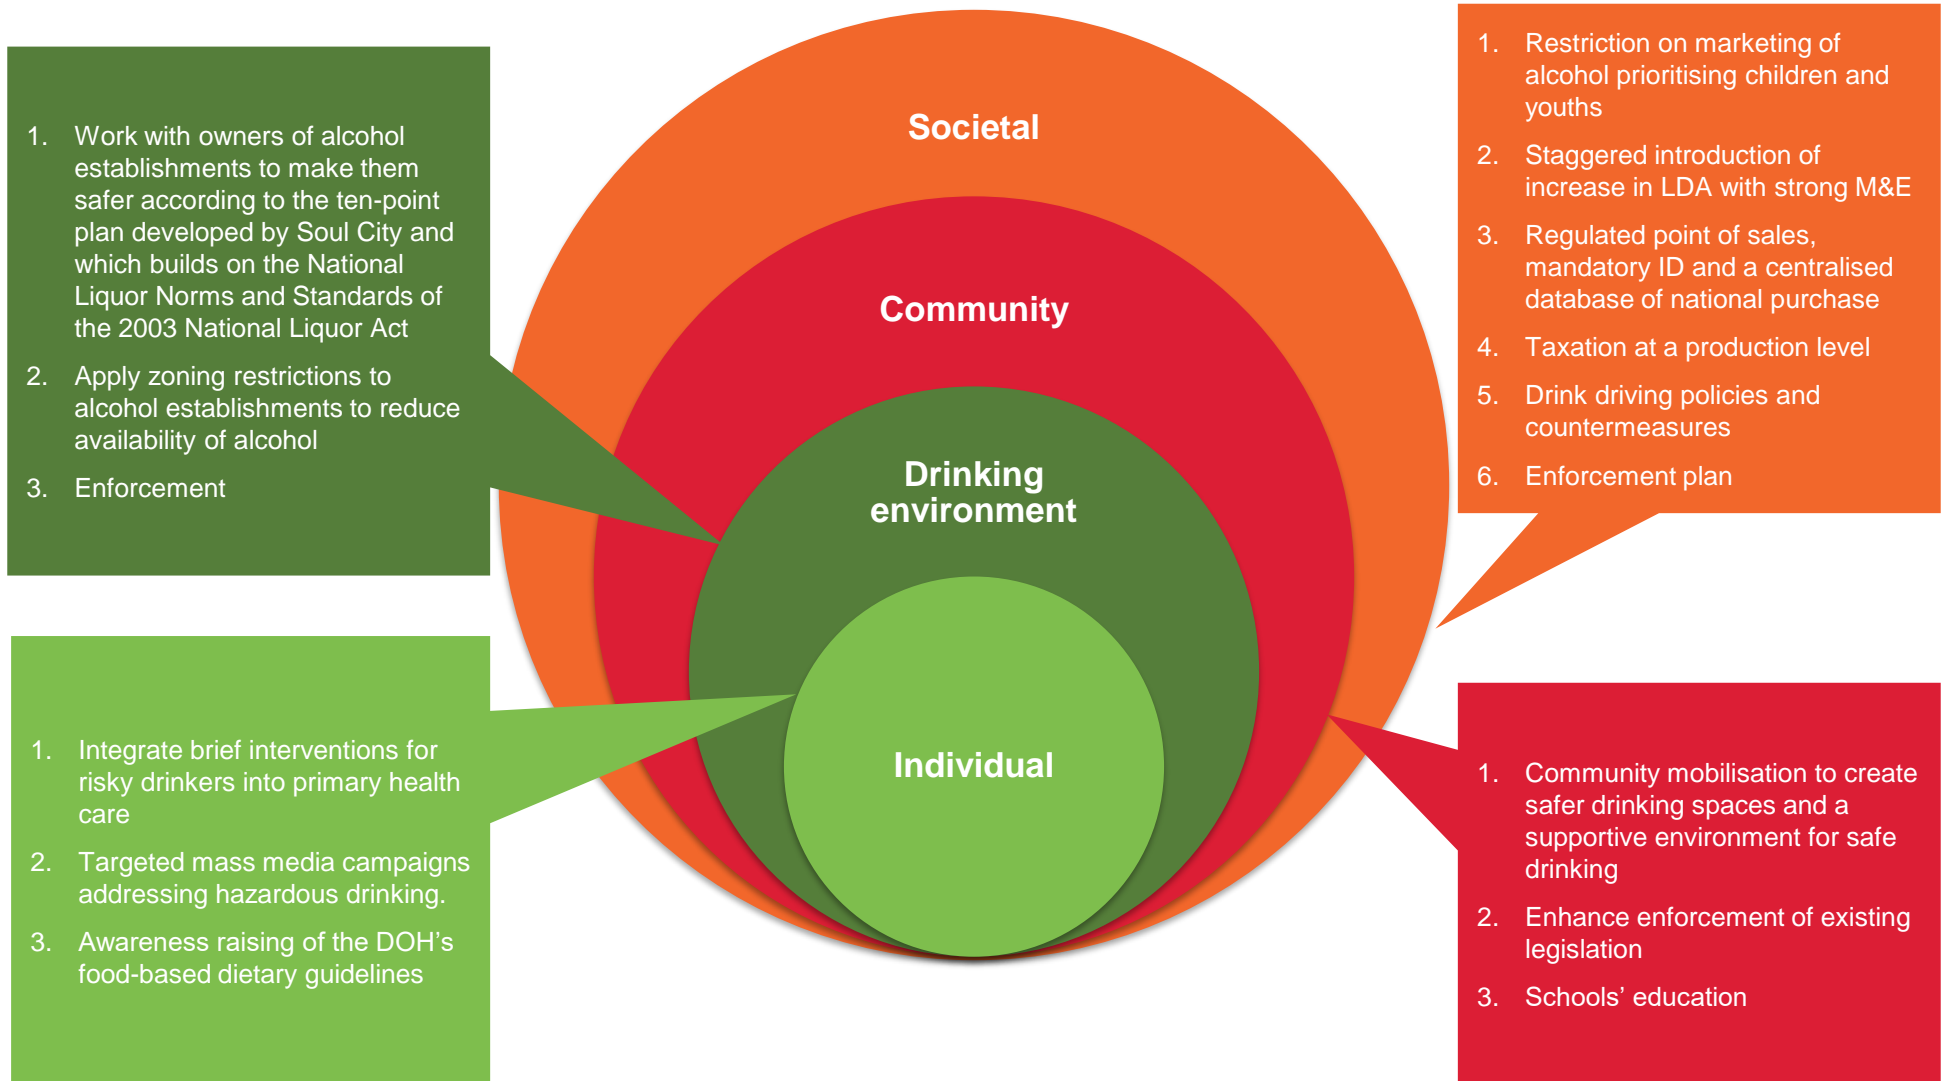 1. Work with owners of alcohol
establishments to make them
safer according to the ten-point
plan developed by Soul City and
which builds on the National
Liquor Norms and Standards of
the 2003 National Liquor Act
2. Apply zoning restrictions to
alcohol establishments to reduce
availability of alcohol
3. Enforcement
1. Integrate brief interventions for
risky drinkers into primary health
care
2. Targeted mass media campaigns
addressing hazardous drinking.
3. Awareness raising of the DOH’s
food-based dietary guidelines
Societal
Community
Drinking
environment
Individual
1. Restriction on marketing of
alcohol prioritising children and
youths
2. Staggered introduction of
increase in LDA with strong M&E
3. Regulated point of sales,
mandatory ID and a centralised
database of national purchase
4. Taxation at a production level
5. Drink driving policies and
countermeasures
6. Enforcement plan
1. Community mobilisation to create
safer drinking spaces and a
supportive environment for safe
drinking
2. Enhance enforcement of existing
legislation
3. Schools’ education